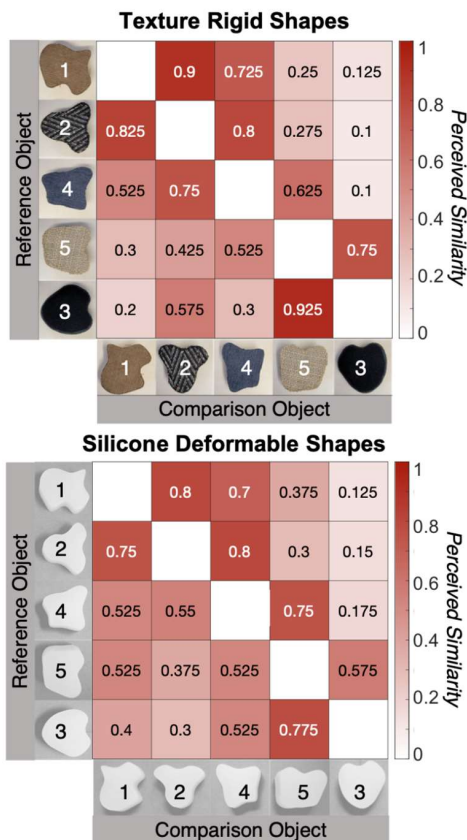 Texture Rigid Shapes
Reference Object
Perceived Similarity
1 0.9 0.725 0.25 0.125
2 0.825 0.8 0.275 0.1
4 0.525 0.75 0.625 0.1
5 0.3 0.425 0.525 0.75
3 0.2 0.575 0.3 0.925
1
0.8
0.6
0.4
0.2
0
1 2 4 5 3
Comparison Object
Silicone Deformable Shapes
Reference Object
Perceived Similarity
1 0.8 0.7 0.375 0.125
2 0.75 0.8 0.3 0.15
4 0.525 0.55 0.75 0.175
5 0.525 0.375 0.525 0.575
3 0.4 0.3 0.525 0.775
1
0.8
0.6
0.4
0.2
0
1 2 4 5 3
Comparison Object